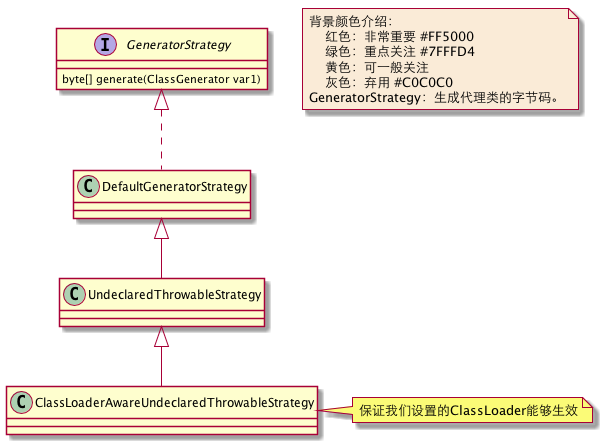 I GeneratorStrategy
byte[] generate(ClassGenerator var1)
背景颜色介绍：
红色：非常重要 #FF5000
绿色：重点关注 #7FFFD4
黄色：可一般关注
灰色：弃用 #C0C0C0
GeneratorStrategy：生成代理类的字节码。
C DefaultGeneratorStrategy
C UndeclaredThrowableStrategy
C ClassLoaderAwareUndeclaredThrowableStrategy
保证我们设置的ClassLoader能够生效